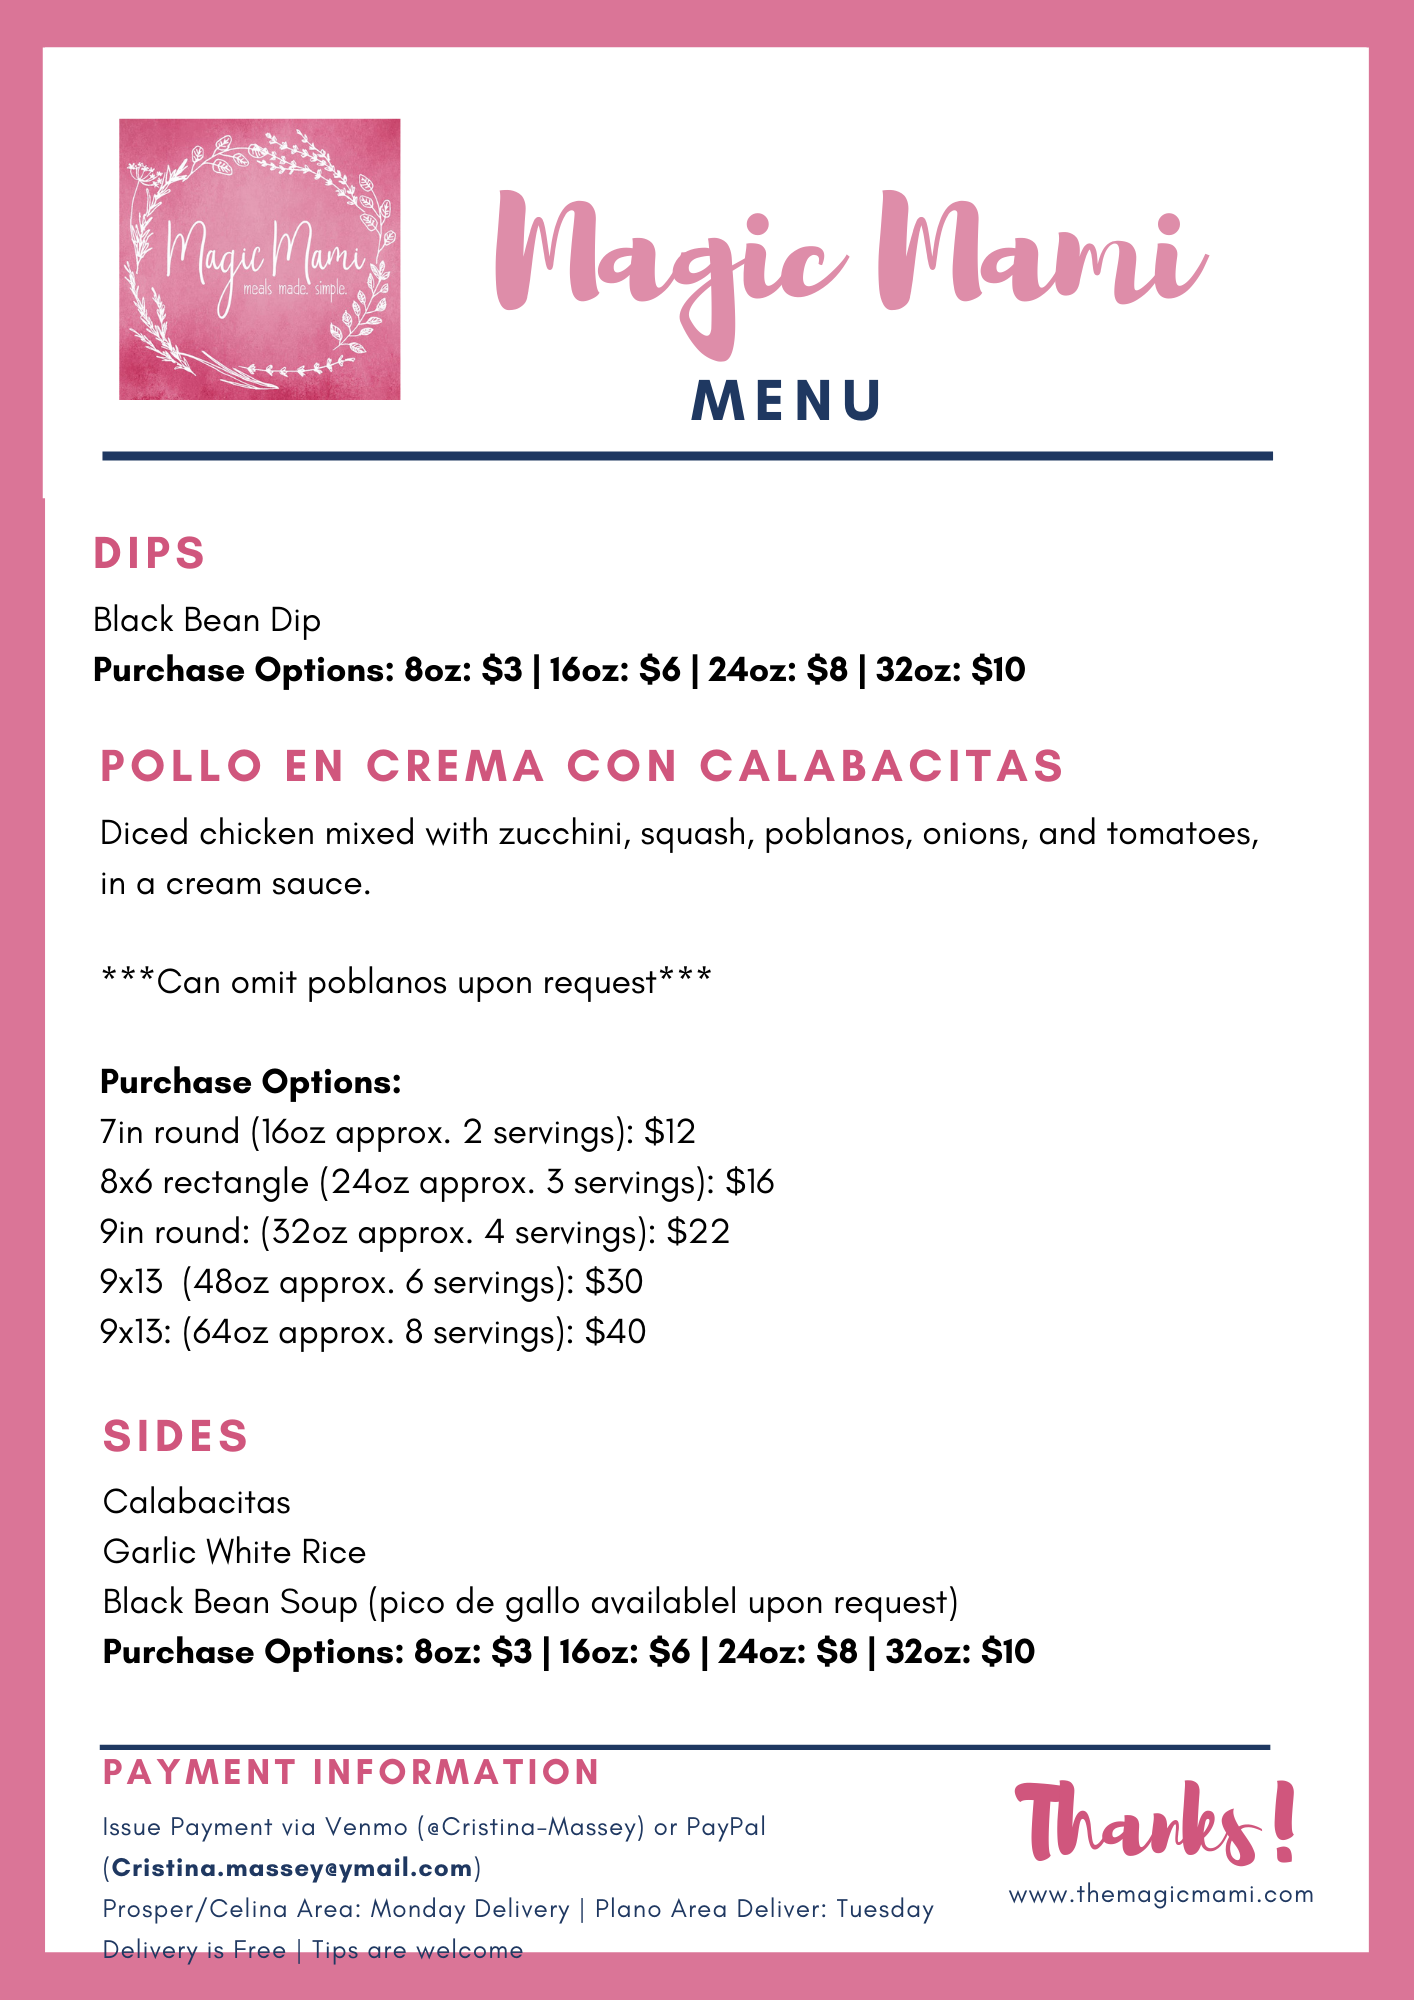 Magic Mami
meals made. simple.
Magic Mami
MENU
DIPS
Black Bean Dip
Purchase Options: 8oz: $3 | 16oz: $6 | 24oz: $8 | 32oz: $10
POLLO EN CREMA CON CALABACITAS
Diced chicken mixed with zucchini, squash, poblanos, onions, and tomatoes,
in a cream sauce.
***Can omit poblanos upon request***
Purchase Options:
7in round (16oz approx. 2 servings): $12
8x6 rectangle (24oz approx. 3 servings): $16
9in round: (32oz approx. 4 servings): $22
9x13  (48oz approx. 6 servings): $30
9x13: (64oz approx. 8 servings): $40
SIDES
Calabacitas
Garlic White Rice
Black Bean Soup (pico de gallo availablel upon request)
Purchase Options: 8oz: $3 | 16oz: $6 | 24oz: $8 | 32oz: $10
PAYMENT INFORMATION
Issue Payment via Venmo (@Cristina-Massey) or PayPal
(Cristina.massey@ymail.com)
Prosper/Celina Area: Monday Delivery | Plano Area Deliver: Tuesday
Delivery is Free | Tips are welcome
Thanks!
www.themagicmami.com